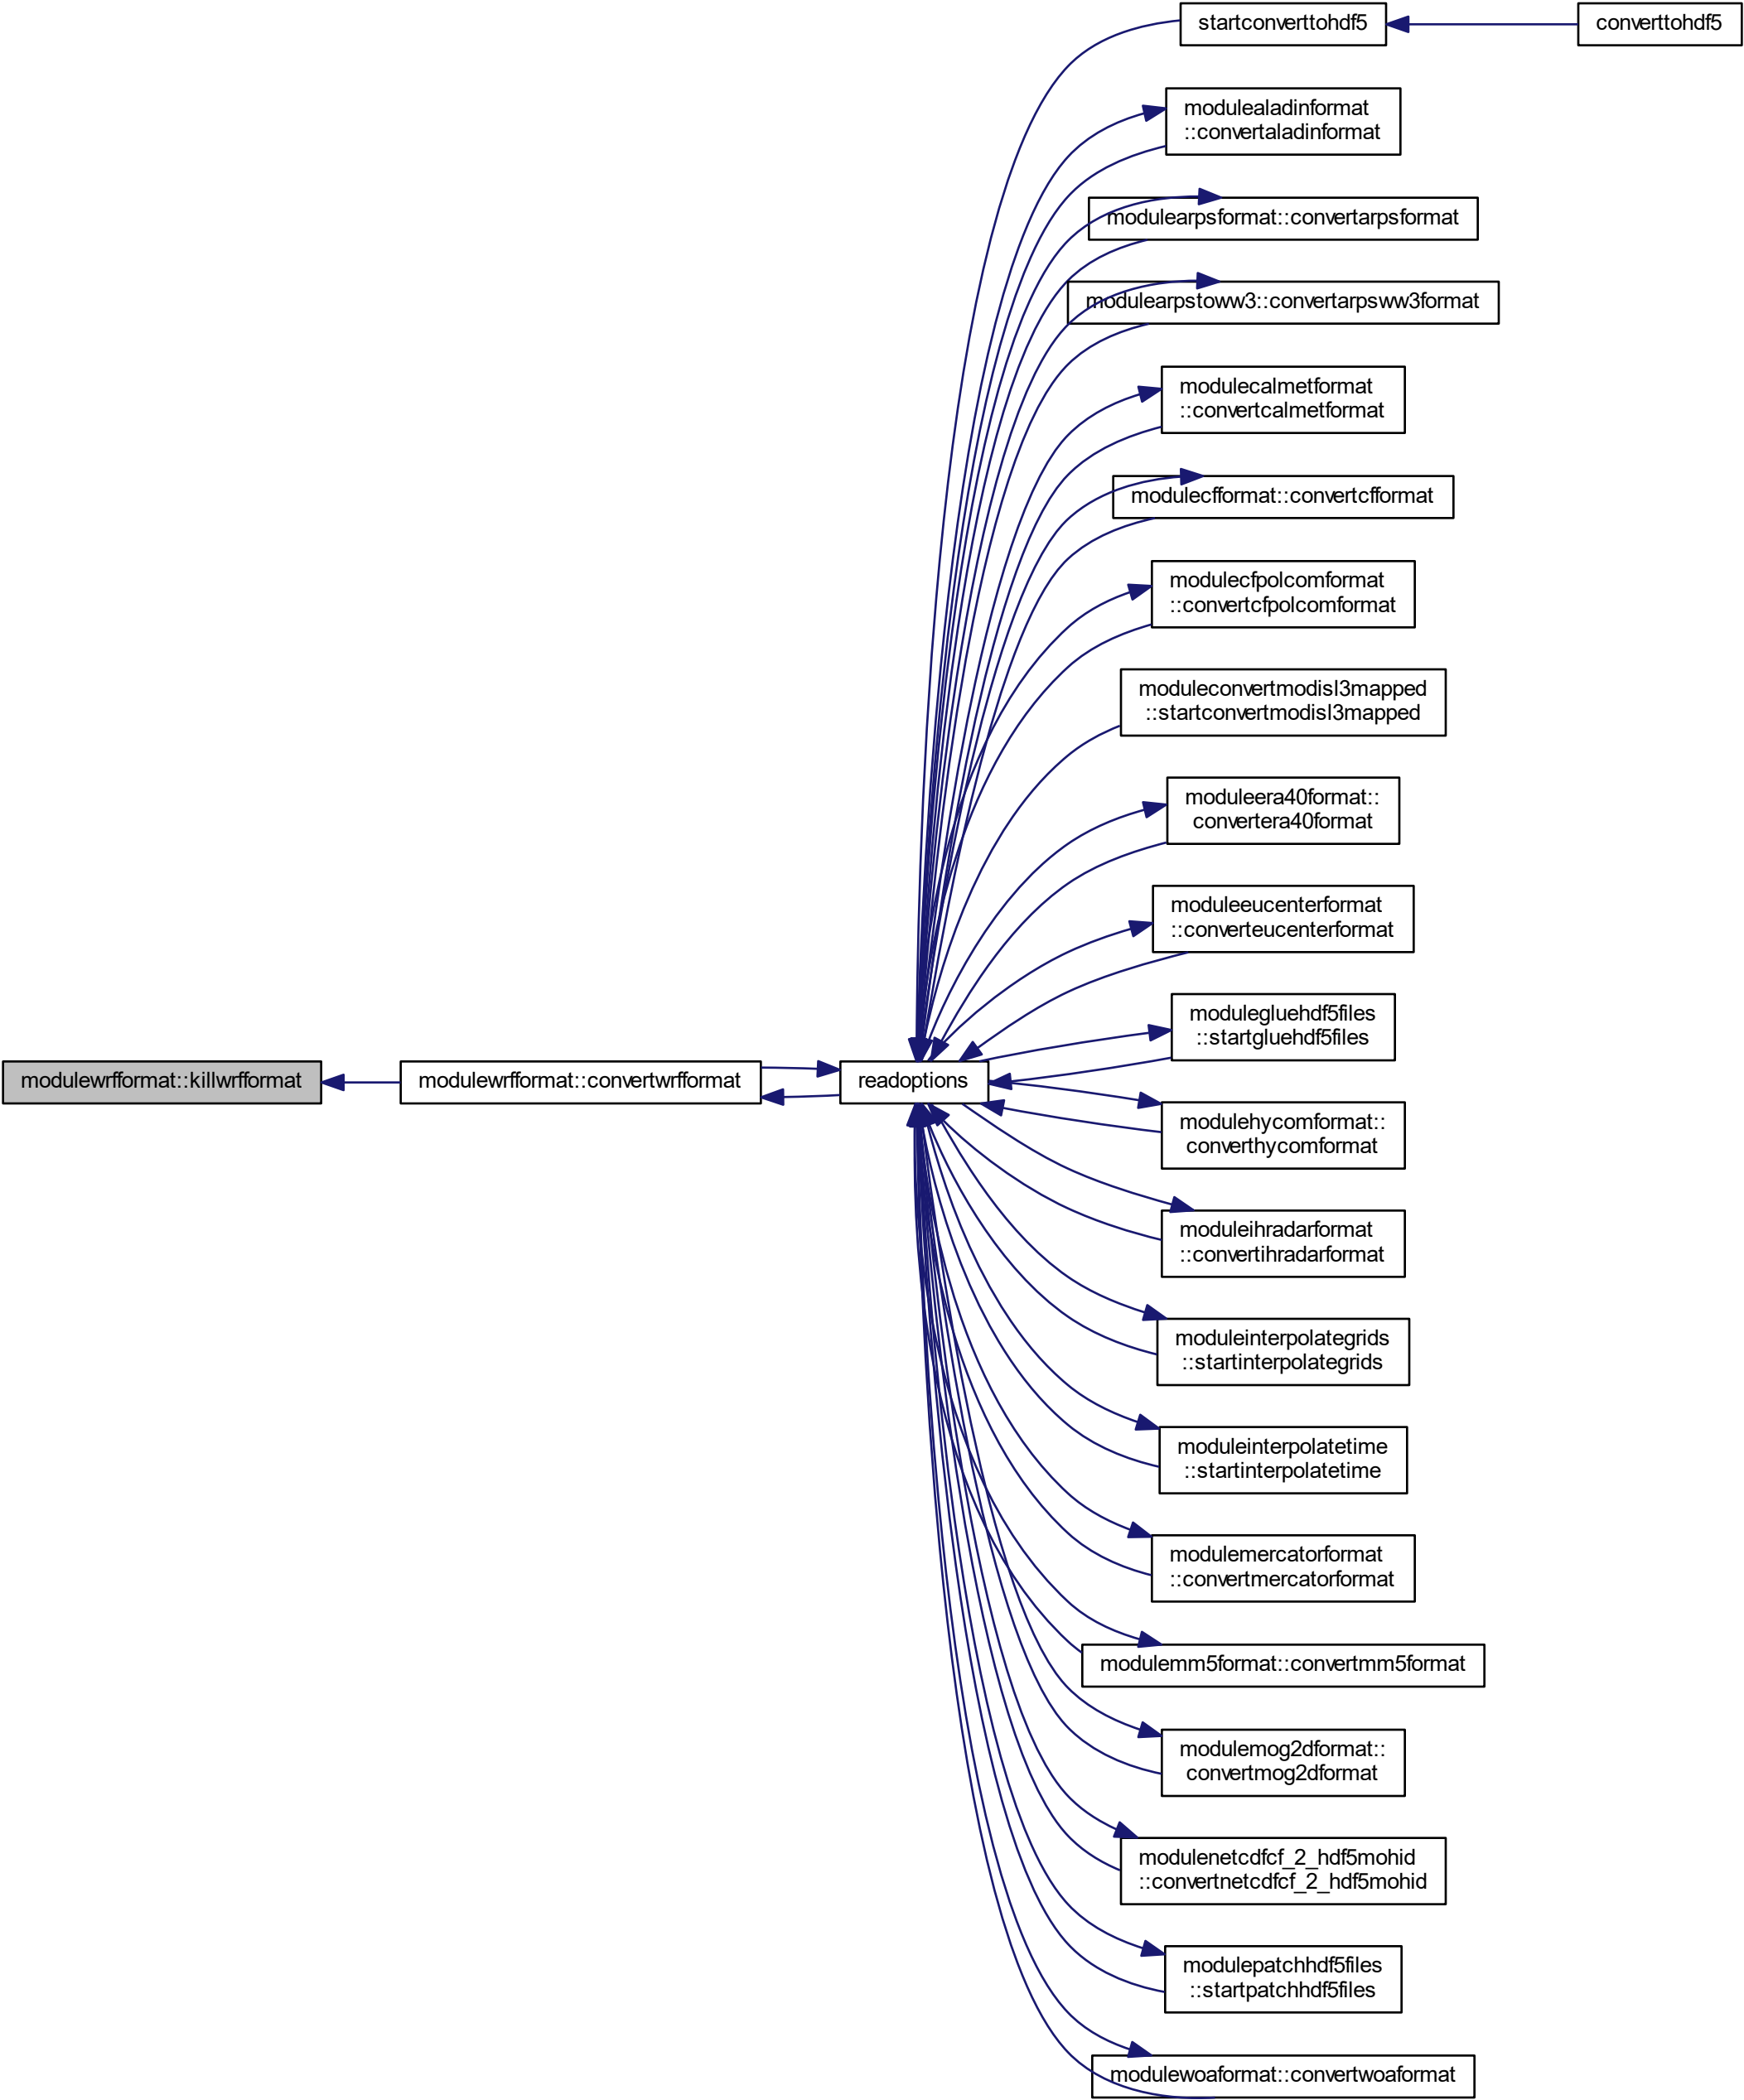 startconverttohdf5
converttohdf5
modulealadinformat
::convertaladinformat
modulearpsformat::convertarpsformat
modulearpstoww3::convertarpsww3format
modulecalmetformat
::convertcalmetformat
modulecfformat::convertcfformat
modulecfpolcomformat
::convertcfpolcomformat
moduleconvertmodisl3mapped
::startconvertmodisl3mapped
moduleera40format::
convertera40format
moduleeucenterformat
::converteucenterformat
modulegluehdf5files
::startgluehdf5files
modulewrfformat::killwrfformat
modulewrfformat::convertwrfformat
readoptions
modulehycomformat::
converthycomformat
moduleihradarformat
::convertihradarformat
moduleinterpolategrids
::startinterpolategrids
moduleinterpolatetime
::startinterpolatetime
modulemercatorformat
::convertmercatorformat
modulemm5format::convertmm5format
modulemog2dformat::
convertmog2dformat
modulenetcdfcf_2_hdf5mohid
::convertnetcdfcf_2_hdf5mohid
modulepatchhdf5files
::startpatchhdf5files
modulewoaformat::convertwoaformat